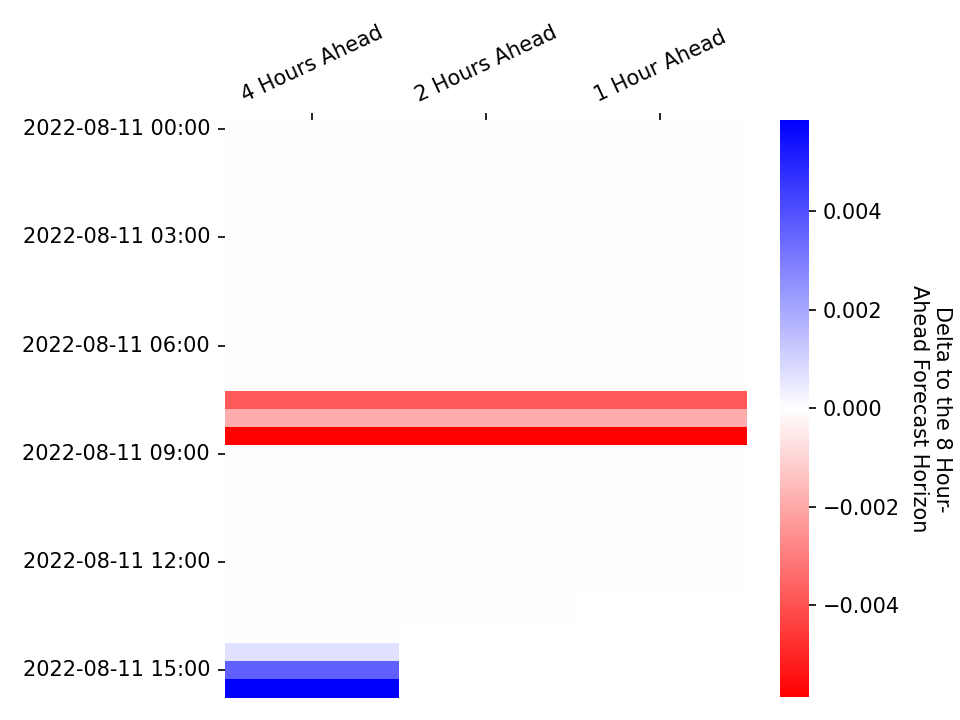 4 Hours Ahead
2 Hours Ahead
1 Hour Ahead
2022-08-11 00:00
2022-08-11 03:00
2022-08-11 06:00
2022-08-11 09:00
2022-08-11 12:00
2022-08-11 15:00
0.004
0.002
0.000
−0.002
−0.004
Delta to the 8 Hour-
Ahead Forecast Horizon